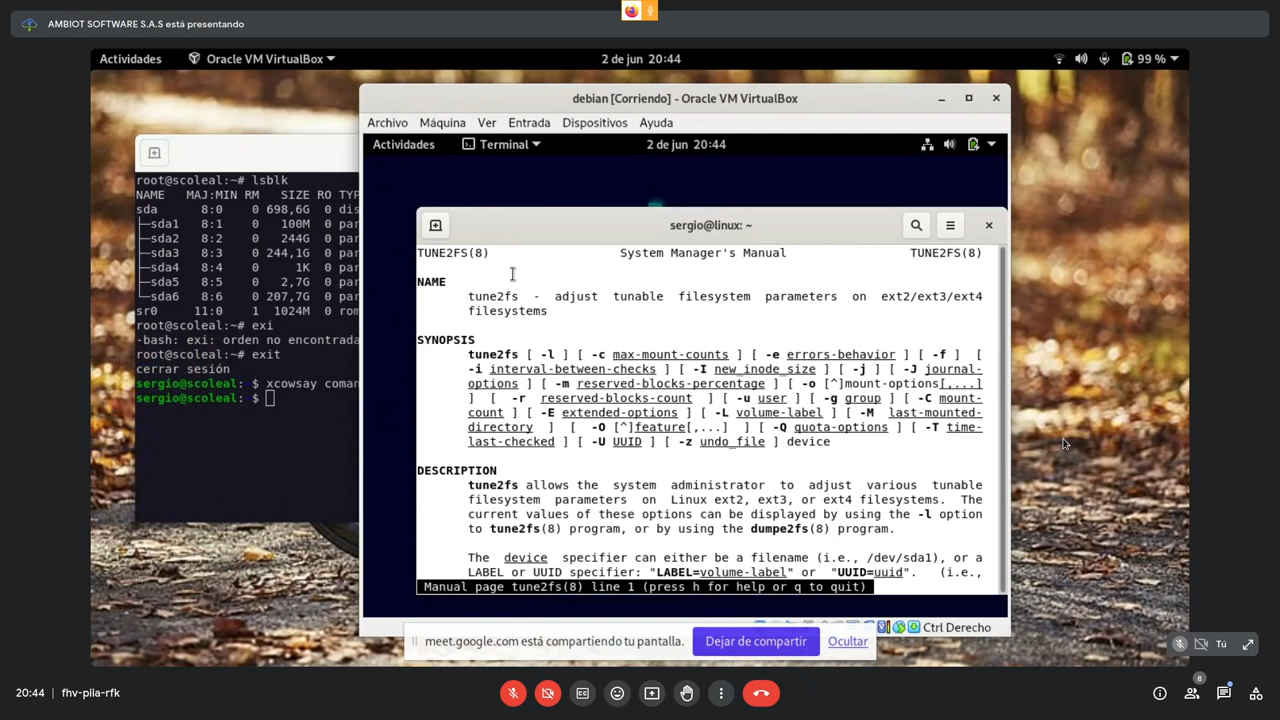 AMBIOT SOFTWARE S.A.S está presentando
Actividades
Oracle VM VirtualBox
2 de jun 20:44
99 %
root@scoleal:~# lsblk
NAME MAJ:MIN RM SIZE RO TYP
sda 8:0 0 698,6G 0 dis
├─sda1 8:1 0 100M 0 par
├─sda2 8:2 0 244G 0 par
├─sda3 8:3 0 244,1G 0 par
├─sda4 8:4 0 1K 0 par
├─sda5 8:5 0 2,7G 0 par
└─sda6 8:6 0 207,7G 0 par
sr0 11:0 1 1024M 0 rom
root@scoleal:~# exi
-bash: exi: orden no encontrada
root@scoleal:~# exit
cerrar sesión
sergio@scoleal: $ xcowsay coman
sergio@scoleal: $
debian [Corriendo] - Oracle VM VirtualBox
Archivo Máquina Ver Entrada Dispositivos Ayuda
Actividades
Terminal
2 de jun 20:44
sergio@linux: ~
TUNE2FS(8) System Manager's Manual TUNE2FS(8)
NAME
tune2fs - adjust tunable filesystem parameters on ext2/ext3/ext4
filesystems
SYNOPSIS
tune2fs [ -l ] [ -c max-mount-counts ] [ -e errors-behavior ] [ -f ] [
-i interval-between-checks ] [ -I new_inode_size ] [ -j ] [ -J journal-
options ] [ -m reserved-blocks-percentage ] [ -o [^]mount-options[,...]
] [ -r reserved-blocks-count ] [ -u user ] [ -g group ] [ -C mount-
count ] [ -E extended-options ] [ -L volume-label ] [ -M last-mounted-
directory ] [ -O [^]feature[,...] ] [ -Q quota-options ] [ -T time-
last-checked ] [ -U UUID ] [ -z undo_file ] device
DESCRIPTION
tune2fs allows the system administrator to adjust various tunable
filesystem parameters on Linux ext2, ext3, or ext4 filesystems. The
current values of these options can be displayed by using the -l option
to tune2fs(8) program, or by using the dumpe2fs(8) program.
The device specifier can either be a filename (i.e., /dev/sda1), or a
LABEL or UUID specifier: "LABEL=volume-label" or "UUID=uuid". (i.e.,
Manual page tune2fs(8) line 1 (press h for help or q to quit)
Ctrl Derecho
meet.google.com está compartiendo tu pantalla.
Dejar de compartir
Ocultar
Tú
20:44
fhv-piia-rfk
8